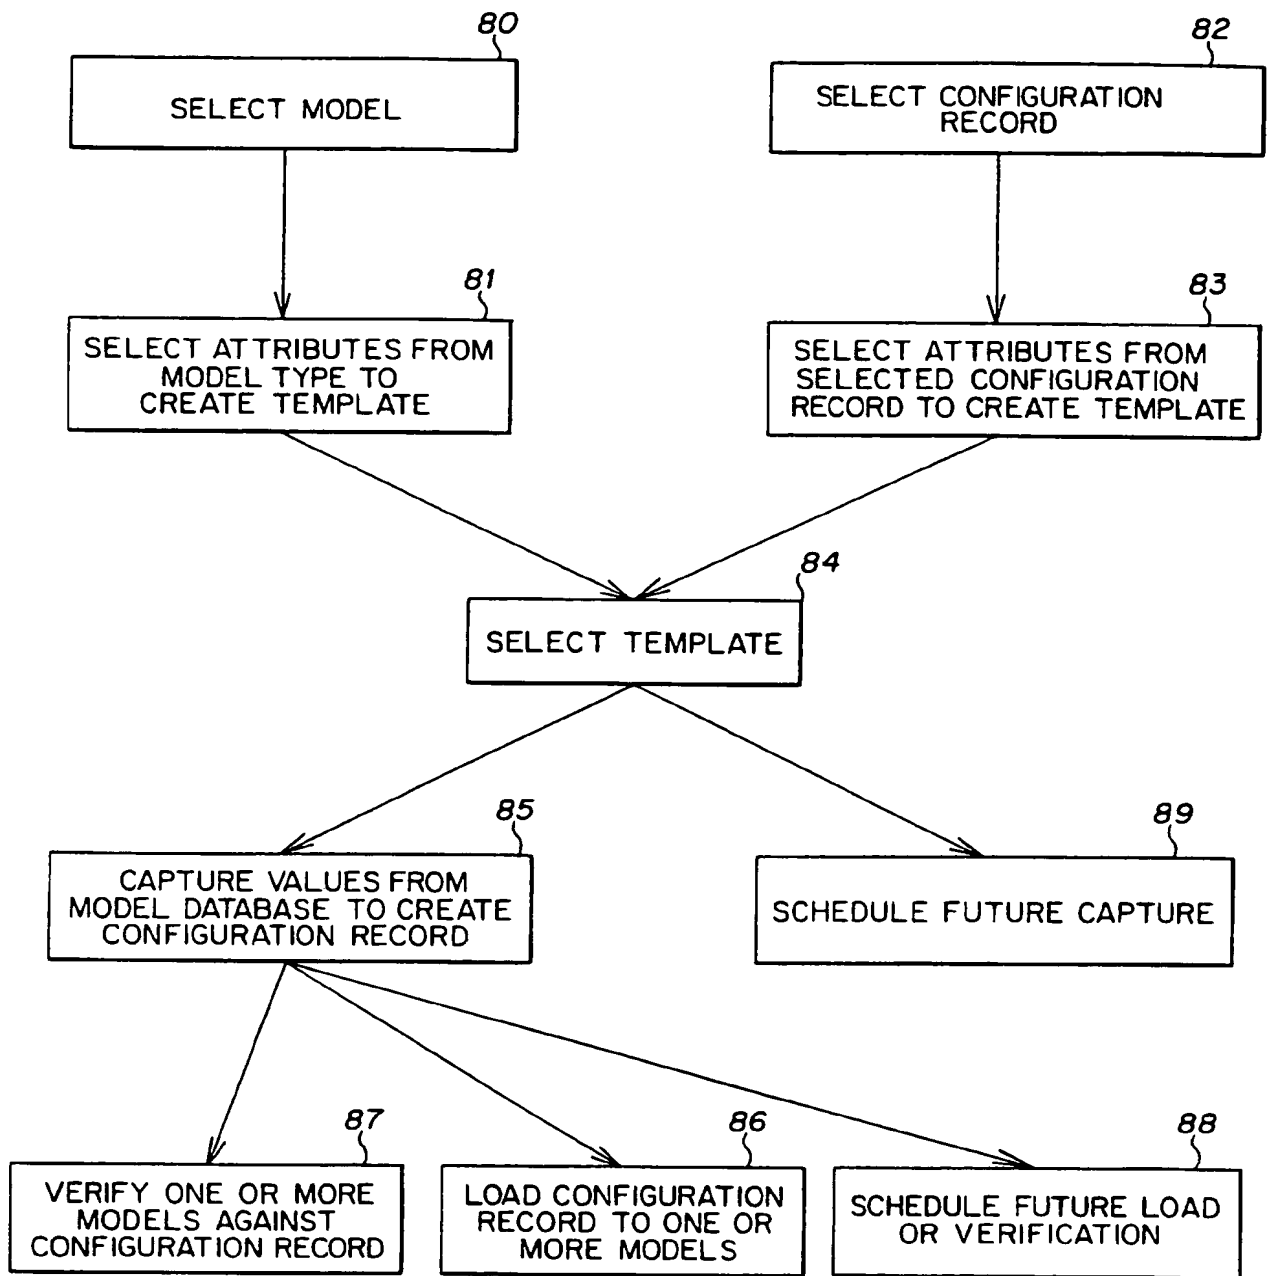 80
SELECT MODEL
82
SELECT CONFIGURATION
RECORD
81
SELECT ATTRIBUTES FROM
MODEL TYPE TO
CREATE TEMPLATE
83
SELECT ATTRIBUTES FROM
SELECTED CONFIGURATION
RECORD TO CREATE TEMPLATE
84
SELECT TEMPLATE
85
CAPTURE VALUES FROM
MODEL DATABASE TO CREATE
CONFIGURATION RECORD
89
SCHEDULE FUTURE CAPTURE
87
VERIFY ONE OR MORE
MODELS AGAINST
CONFIGURATION RECORD
86
LOAD CONFIGURATION
RECORD TO ONE OR
MORE MODELS
88
SCHEDULE FUTURE LOAD
OR VERIFICATION